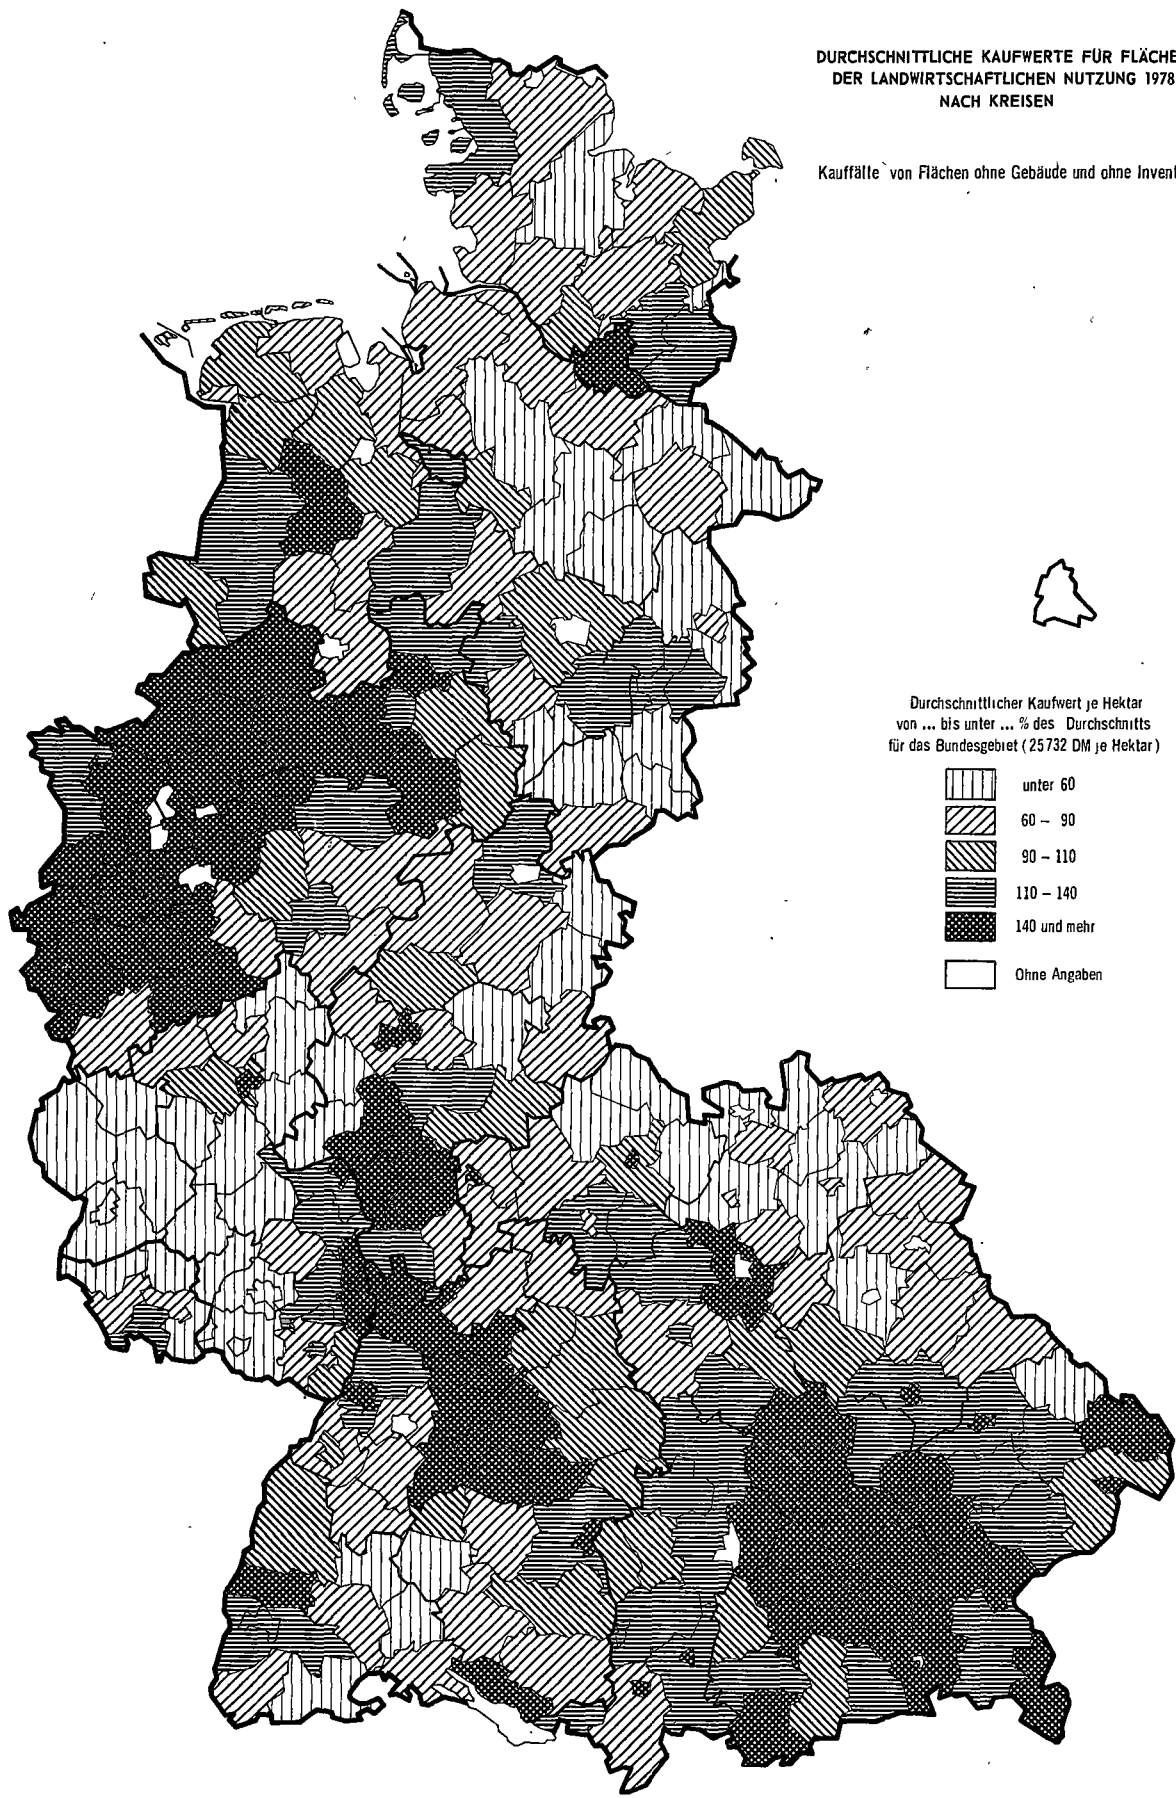 DURCHSCHNITTLICHE KAUFWERTE FÜR FLÄCHE
DER LANDWIRTSCHAFTLICHEN NUTZUNG 1978
NACH KREISEN
Kauffälle von Flächen ohne Gebäude und ohne Inven
Durchschnittlicher Kaufwert je Hektar
von ... bis unter ... % des Durchschnitts
für das Bundesgebiet (25732 DM je Hektar)
unter 60
60 – 90
90 – 110
110 – 140
140 und mehr
Ohne Angaben